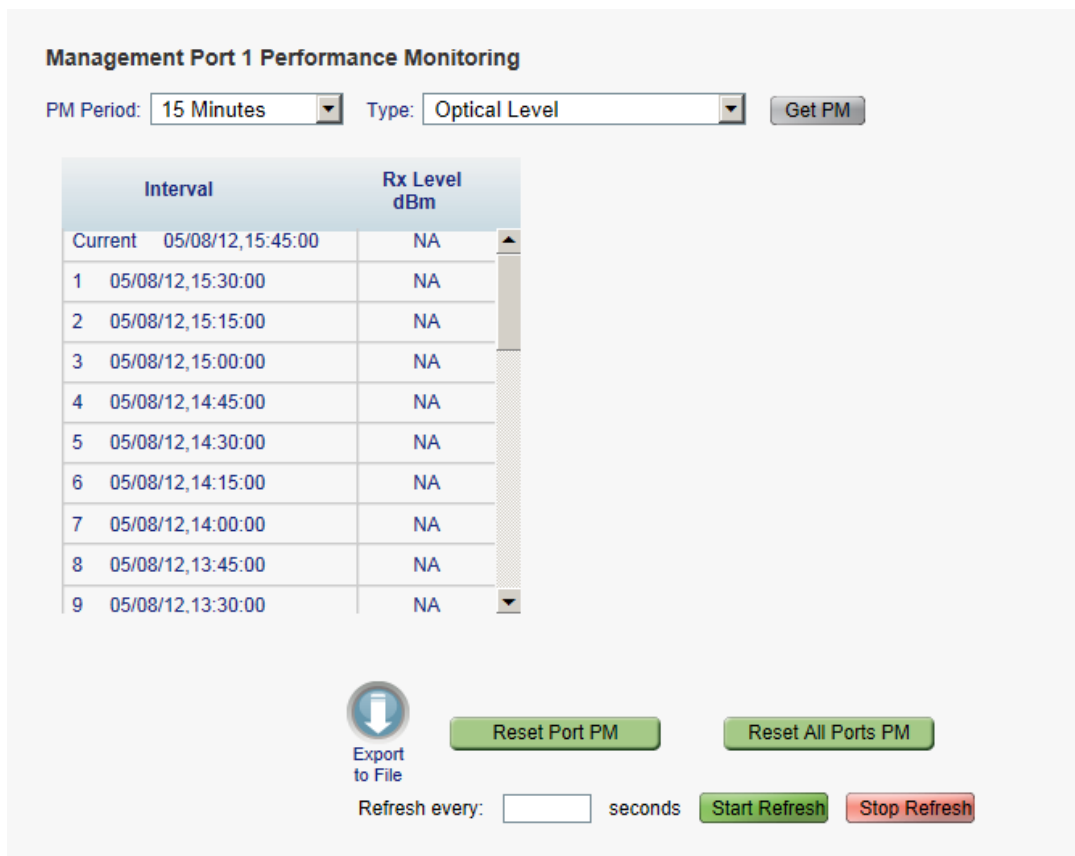 Management Port 1 Performance Monitoring
PM Period: 15 Minutes Type: Optical Level Get PM
Interval Rx Level dBm
Current 05/08/12,15:45:00 NA
1 05/08/12,15:30:00 NA
2 05/08/12,15:15:00 NA
3 05/08/12,15:00:00 NA
4 05/08/12,14:45:00 NA
5 05/08/12,14:30:00 NA
6 05/08/12,14:15:00 NA
7 05/08/12,14:00:00 NA
8 05/08/12,13:45:00 NA
9 05/08/12,13:30:00 NA
Export to File Reset Port PM Reset All Ports PM
Refresh every: seconds Start Refresh Stop Refresh